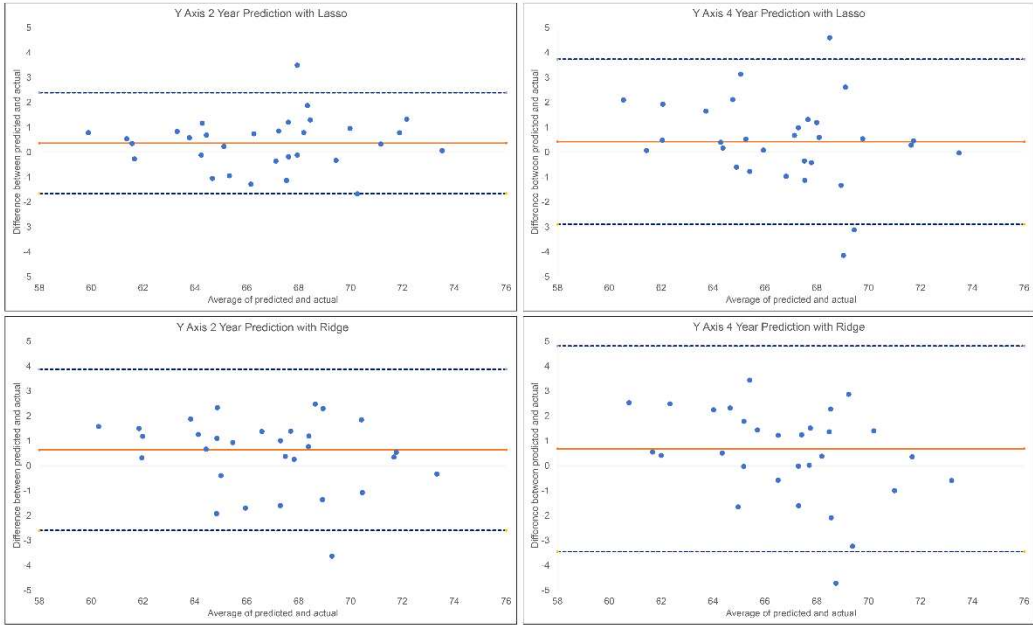 Y Axis 2 Year Prediction with Lasso
Difference between predicted and actual
5
4
3
2
1
0
-1
-2
-3
-4
-5
58 60 62 64 66 68 70 72 74 76
Average of predicted and actual
Y Axis 4 Year Prediction with Lasso
Difference between predicted and actual
5
4
3
2
1
0
-1
-2
-3
-4
-5
58 60 62 64 66 68 70 72 74 76
Average of predicted and actual
Y Axis 2 Year Prediction with Ridge
Difference between predicted and actual
5
4
3
2
1
0
-1
-2
-3
-4
-5
58 60 62 64 66 68 70 72 74 76
Average of predicted and actual
Y Axis 4 Year Prediction with Ridge
Difference between predicted and actual
5
4
3
2
1
0
-1
-2
-3
-4
-5
58 60 62 64 66 68 70 72 74 76
Average of predicted and actual